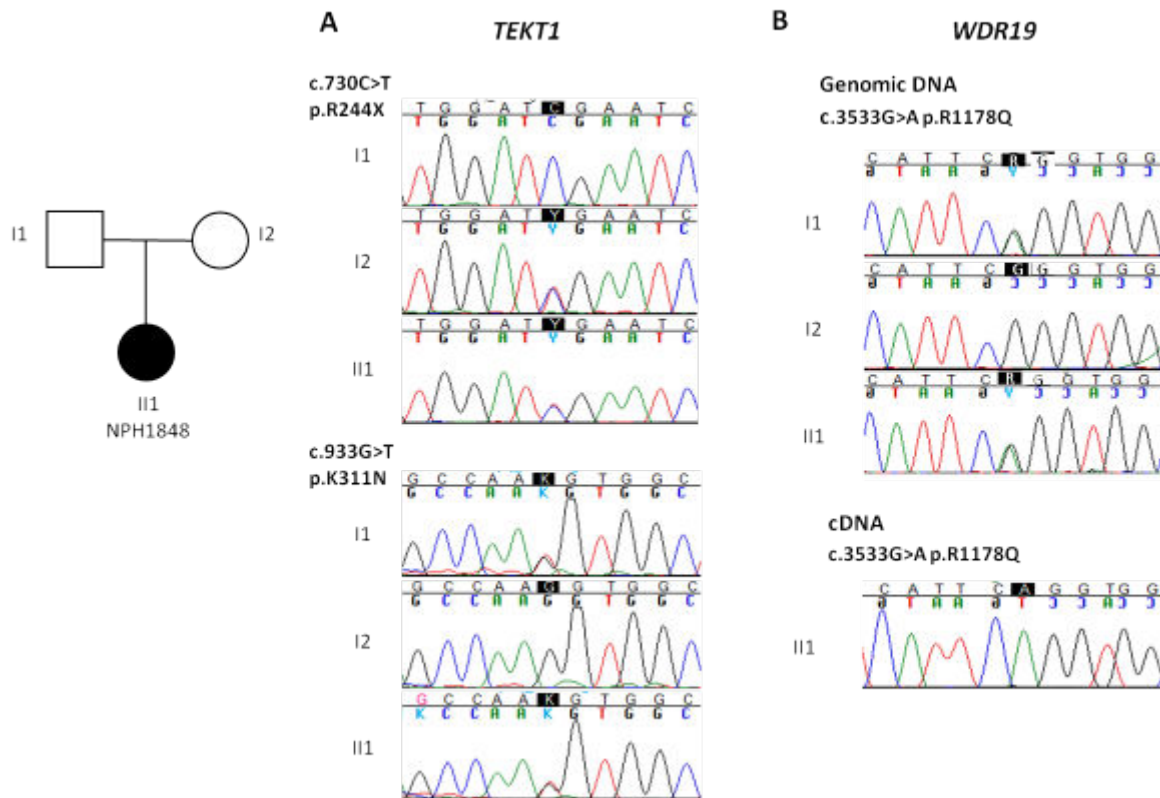 A
TEKT1
B
WDR19
c.730C>T
p.R244X
T G G A T C G A A T C
T G G A T C G A A T C
I1
T G G A T Y G A A T C
T G G A T Y G A A T C
I2
T G G A T Y G A A T C
T G G A T Y G A A T C
II1
c.933G>T
p.K311N
G C C A A K G T G G C
G C C A A K G T G G C
I1
G C C A A G G T G G C
G C C A A G G T G G C
I2
G C C A A K G T G G C
K C C A A K G T G G C
II1
I1
I2
II1
NPH1848
Genomic DNA
c.3533G>A p.R1178Q
C A T T C R G G T G G
G T A A G Y C C A C C
I1
C A T T C G G G T G G
G T A A G C C C A C C
I2
C A T T C R G G T G G
G T A A G Y C C A C C
II1
cDNA
c.3533G>A p.R1178Q
C A T T C A G G T G G
G T A A G T C C A C C
II1